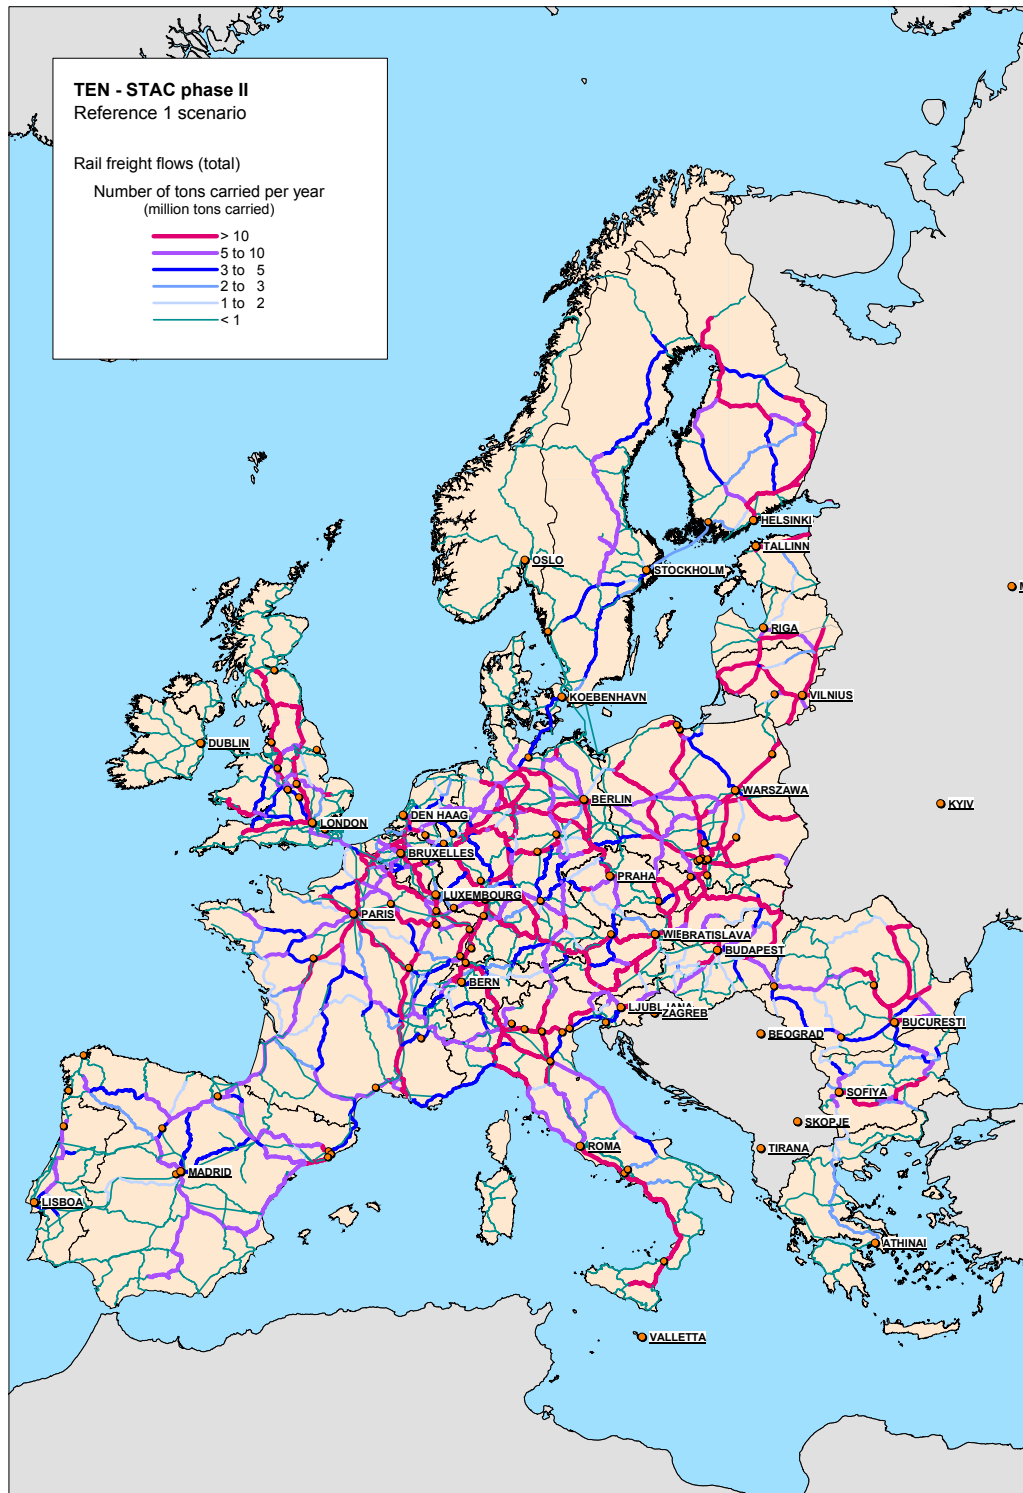 TEN - STAC phase II
Reference 1 scenario
Rail freight flows (total)
Number of tons carried per year
(million tons carried)
> 10
5 to 10
3 to 5
2 to 3
1 to 2
< 1
HELSINKI
TALLINN
OSLO
STOCKHOLM
RIGA
VILNIUS
KOEBENHAVN
DUBLIN
WARSZAWA
BERLIN
KYIV
DEN HAAG
LONDON
BRUXELLES
PRAHA
LUXEMBOURG
PARIS
BRATISLAVA
BUDAPEST
BERN
LJUBLJANA
ZAGREB
BUCURESTI
BEOGRAD
SOFIYA
SKOPJE
ROMA
TIRANA
MADRID
LISBOA
ATHINAI
VALLETTA